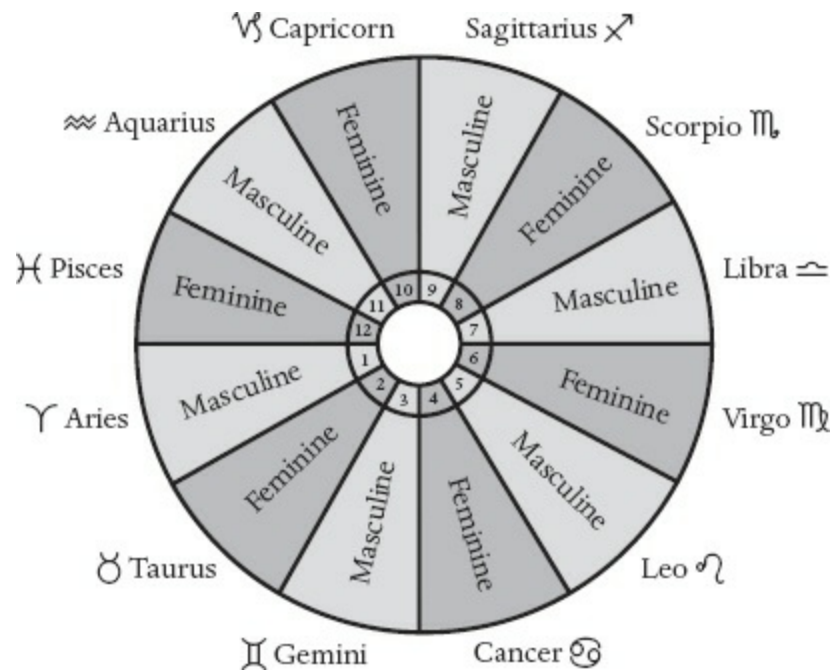 ♑ Capricorn
Sagittarius ♐
♒ Aquarius
Scorpio ♏
♓ Pisces
Libra ♎
♈ Aries
Virgo ♍
♉ Taurus
Leo ♌
♊ Gemini
Cancer ♋
Feminine
Masculine
Masculine
Feminine
Feminine
Masculine
Masculine
Feminine
Feminine
Masculine
Masculine
Feminine
10
9
11
8
12
7
1
6
2
5
3
4